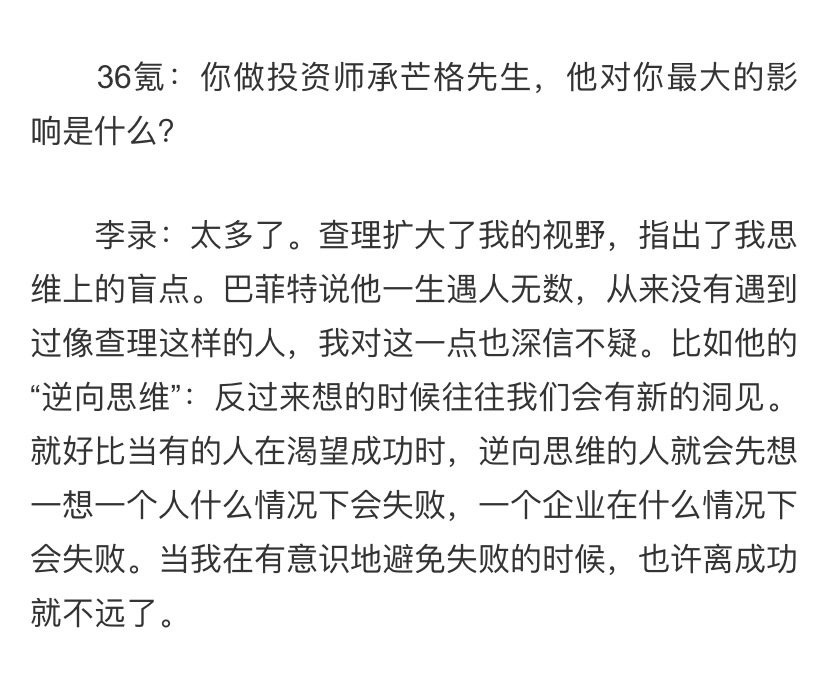 36氪：你做投资师承芒格先生，他对你最大的影
响是什么？
李录：太多了。查理扩大了我的视野，指出了我思
维上的盲点。巴菲特说他一生遇人无数，从来没有遇到
过像查理这样的人，我对这一点也深信不疑。比如他的
“逆向思维”：反过来想的时候往往我们会有新的洞见。
就好比当有的人在渴望成功时，逆向思维的人就会先想
一想一个人什么情况下会失败，一个企业在什么情况下
会失败。当我在有意识地避免失败的时候，也许离成功
就不远了。